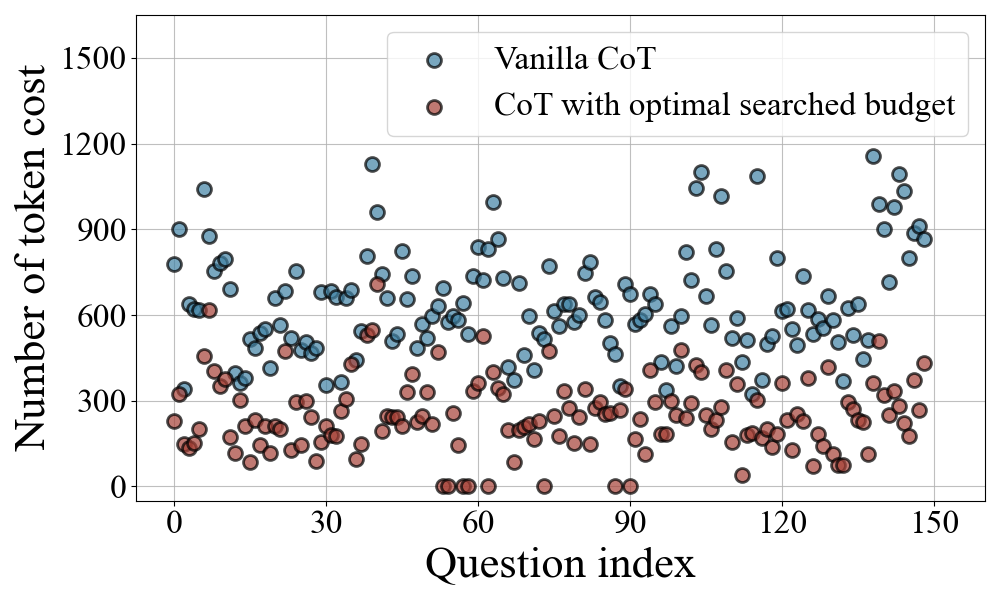 Vanilla CoT
CoT with optimal searched budget
Number of token cost
1500
1200
900
600
300
0
0 30 60 90 120 150
Question index